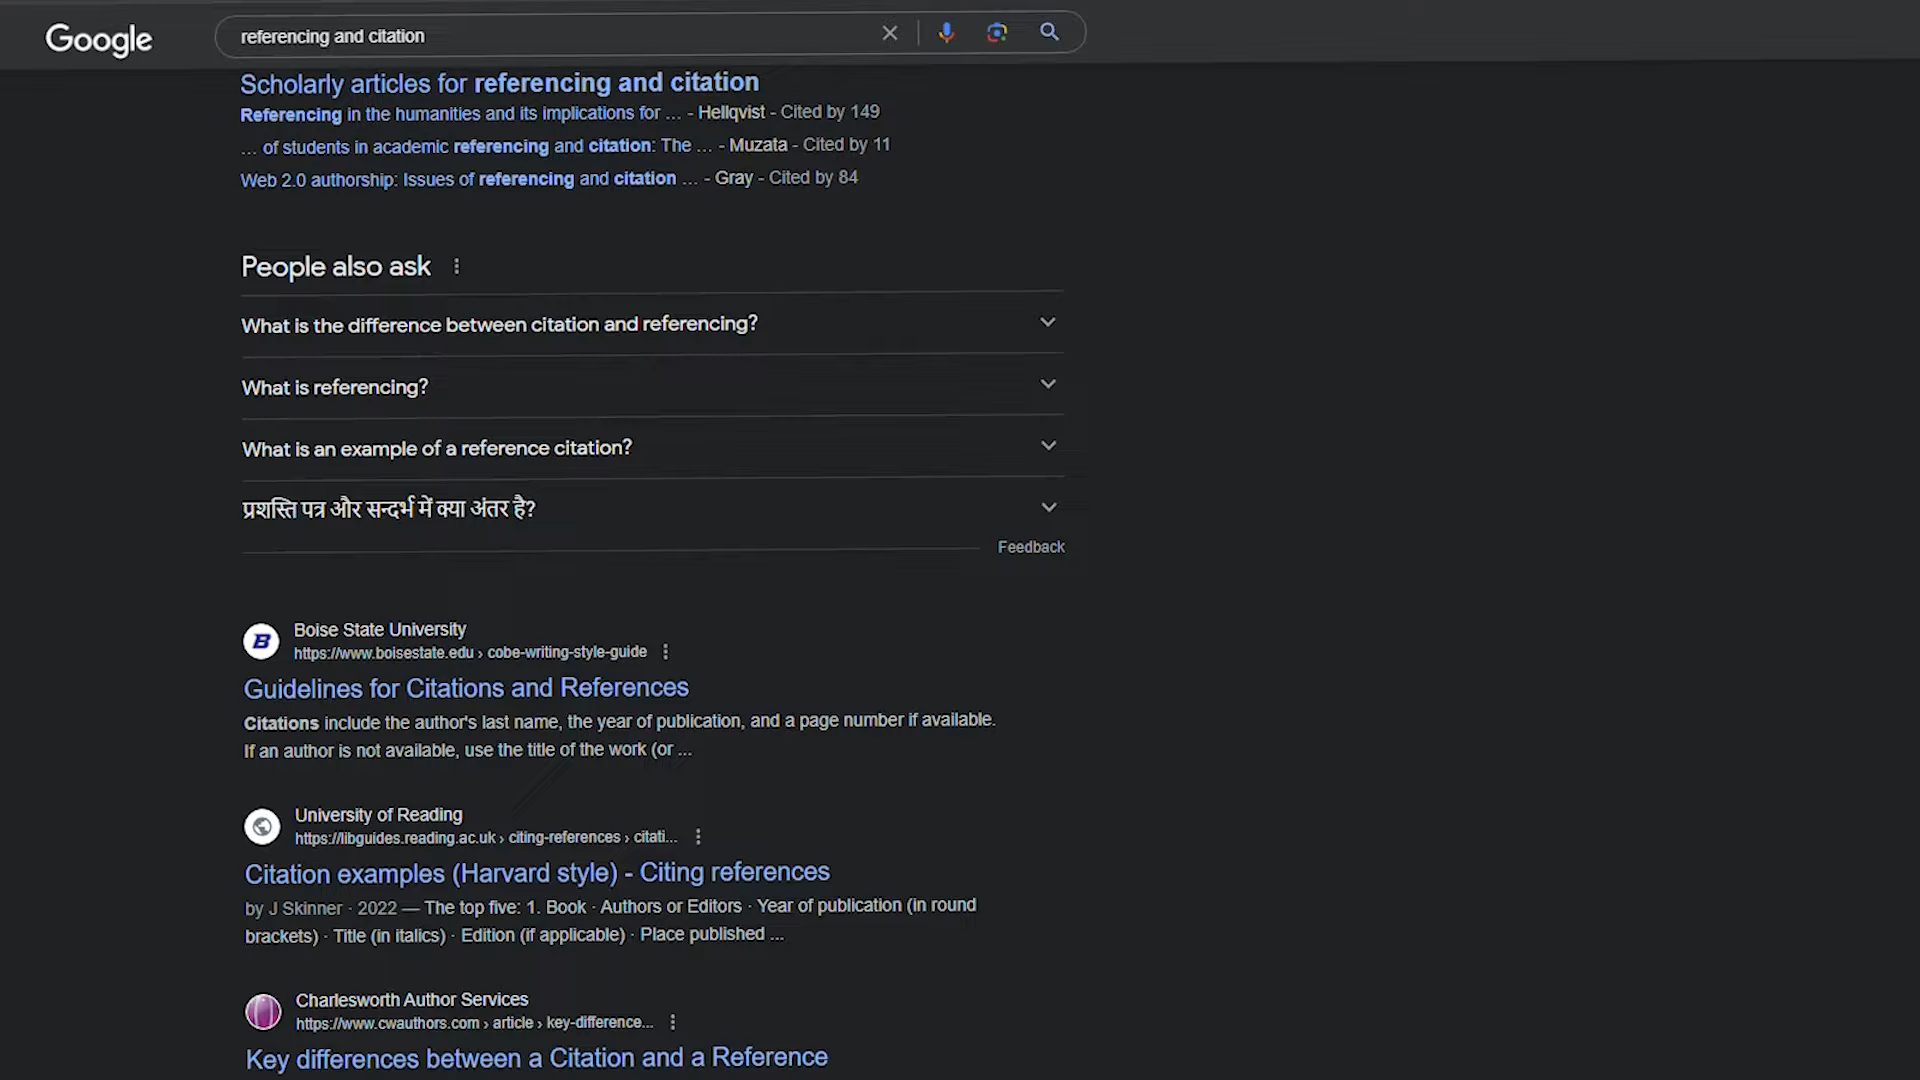 Google
referencing and citation
Scholarly articles for referencing and citation
Referencing in the humanities and its implications for ... - Hellqvist - Cited by 149
... of students in academic referencing and citation: The ... - Muzata - Cited by 11
Web 2.0 authorship: Issues of referencing and citation ... - Gray - Cited by 84
People also ask
What is the difference between citation and referencing?
What is referencing?
What is an example of a reference citation?
प्रशस्ति पत्र और सन्दर्भ में क्या अंतर है?
Feedback
Boise State University
https://www.boisestate.edu › cobe-writing-style-guide
Guidelines for Citations and References
Citations include the author's last name, the year of publication, and a page number if available.
If an author is not available, use the title of the work (or ...
University of Reading
https://libguides.reading.ac.uk › citing-references › citati...
Citation examples (Harvard style) - Citing references
by J Skinner · 2022 — The top five: 1. Book · Authors or Editors · Year of publication (in round
brackets) · Title (in italics) · Edition (if applicable) · Place published ...
Charlesworth Author Services
https://www.cwauthors.com › article › key-difference...
Key differences between a Citation and a Reference